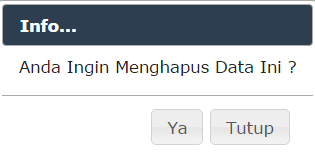 Info...
Anda Ingin Menghapus Data Ini ?
Ya Tutup